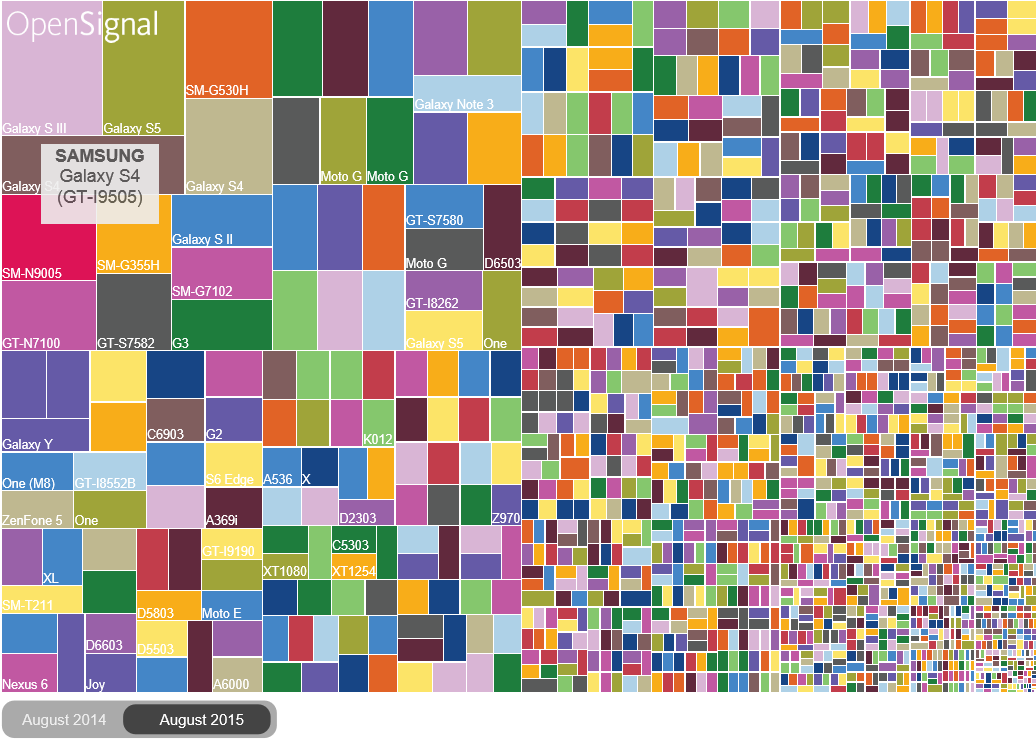 OpenSignal
Galaxy S III
Galaxy S5
SM-G530H
Galaxy Note 3
Galaxy S4
SAMSUNG
Galaxy S4
(GT-I9505)
Galaxy S4
Moto G
Moto G
SM-N9005
SM-G355H
Galaxy S II
SM-G7102
GT-S7580
Moto G
D6503
GT-I8262
GT-N7100
GT-S7582
G3
Galaxy S5
One
Galaxy Y
C6903
G2
K012
One (M8)
GT-I8552B
S6 Edge
A536
X
ZenFone 5
One
A369i
D2303
Z970
XL
GT-I9190
C5303
XT1080
XT1254
SM-T211
D5803
Moto E
D6603
D5503
Nexus 6
Joy
A6000
August 2014
August 2015